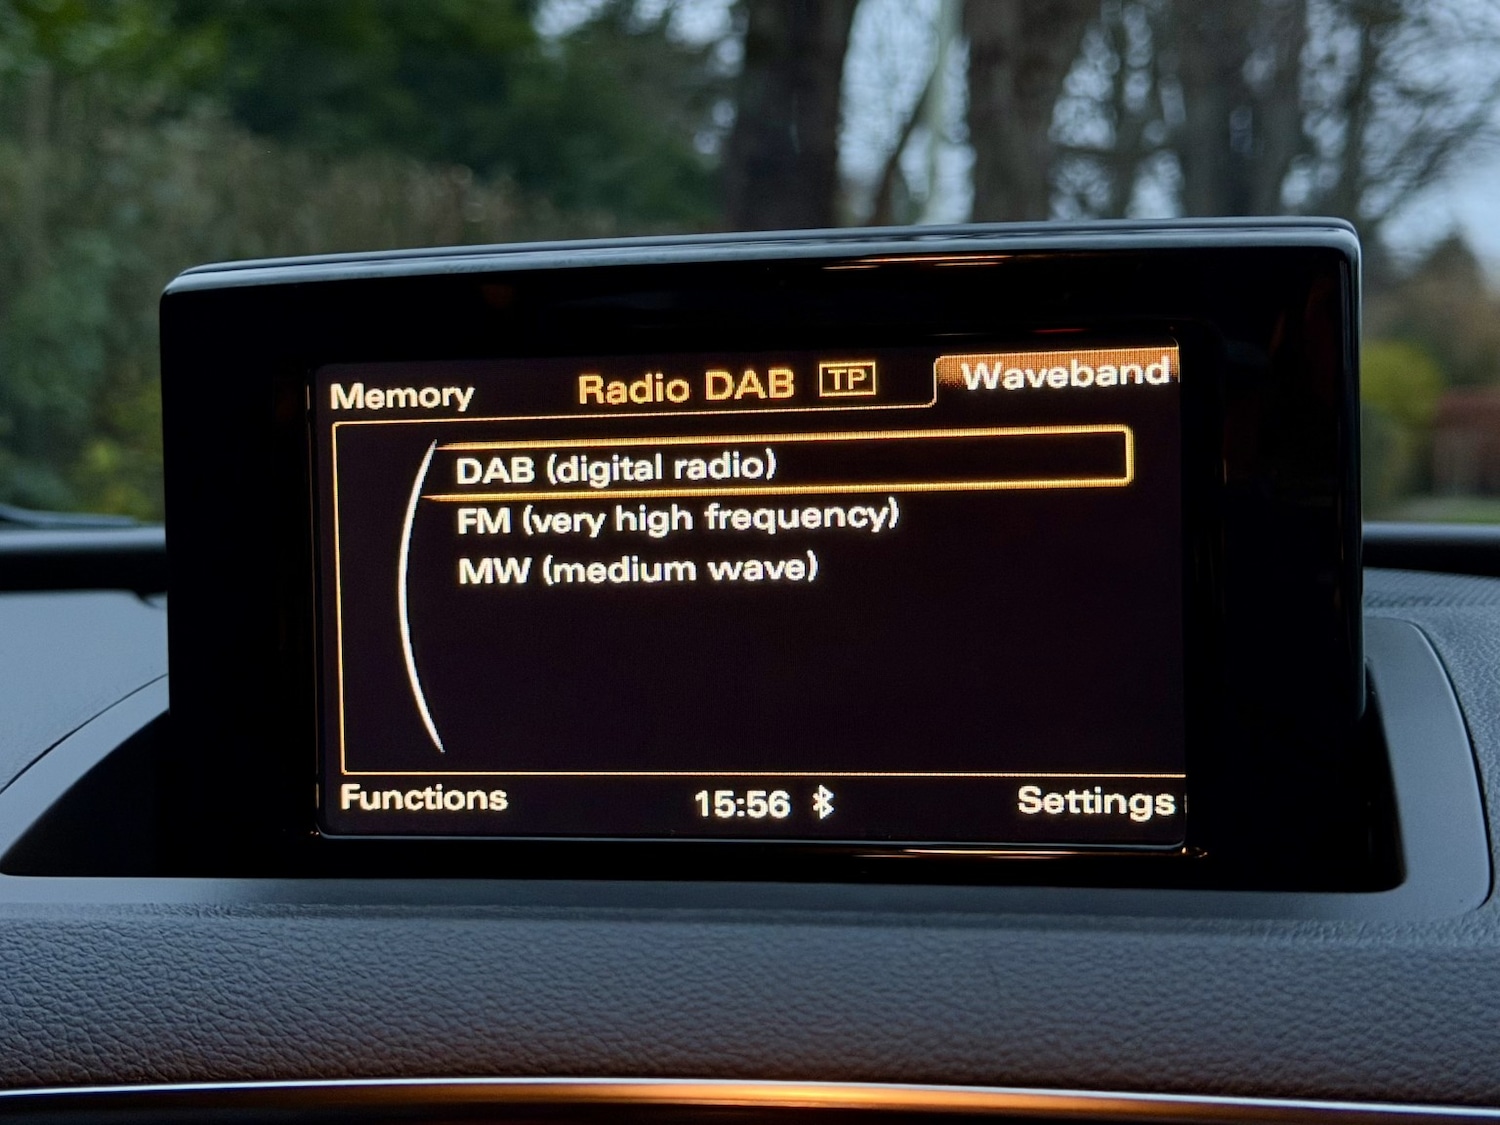 Memory Radio DAB TP Waveband
DAB (digital radio)
FM (very high frequency)
MW (medium wave)
Functions 15:56 Settings